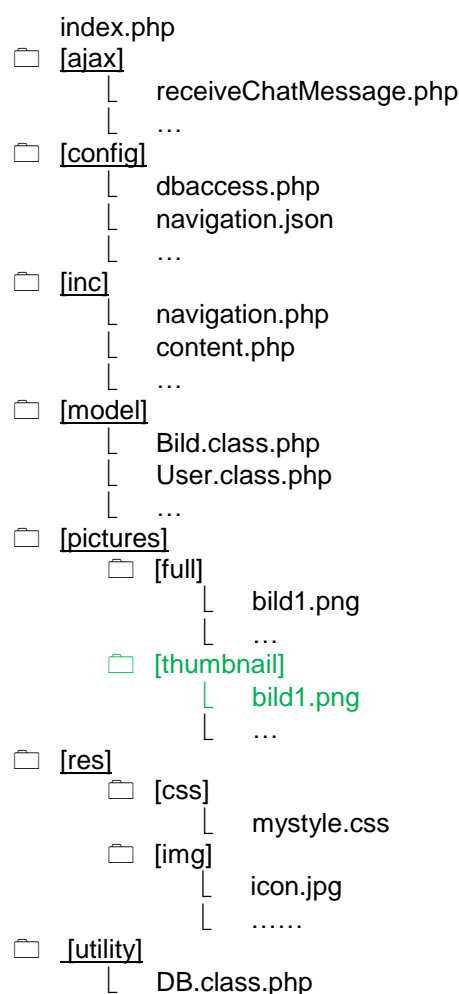 index.php
[ajax]
receiveChatMessage.php
…
[config]
dbaccess.php
navigation.json
…
[inc]
navigation.php
content.php
…
[model]
Bild.class.php
User.class.php
…
[pictures]
[full]
bild1.png
…
[thumbnail]
bild1.png
…
[res]
[css]
mystyle.css
[img]
icon.jpg
……
[utility]
DB.class.php